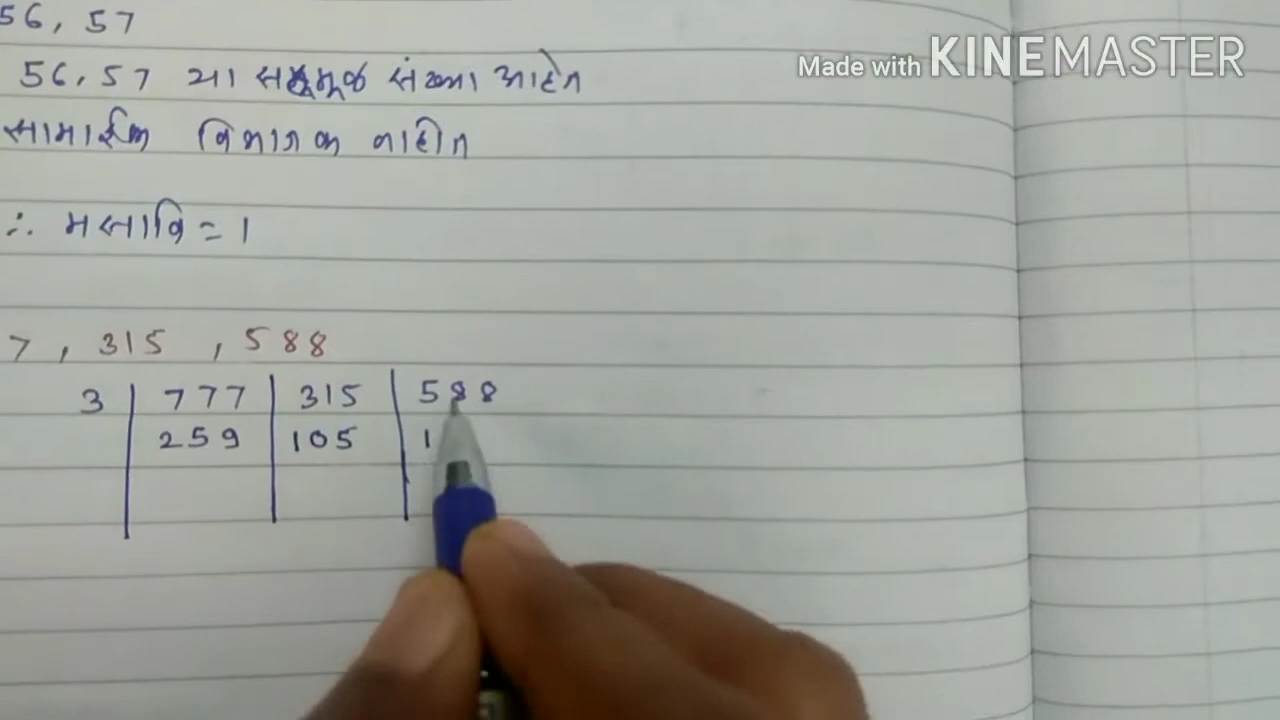 56, 57
Made with KINEMASTER
56, 57 या सहमूळ संख्या आहेत
सामाईक विभाजक नाहीत
∴ मसावि = 1
7, 315, 588
3 777 315 588
259 105 1